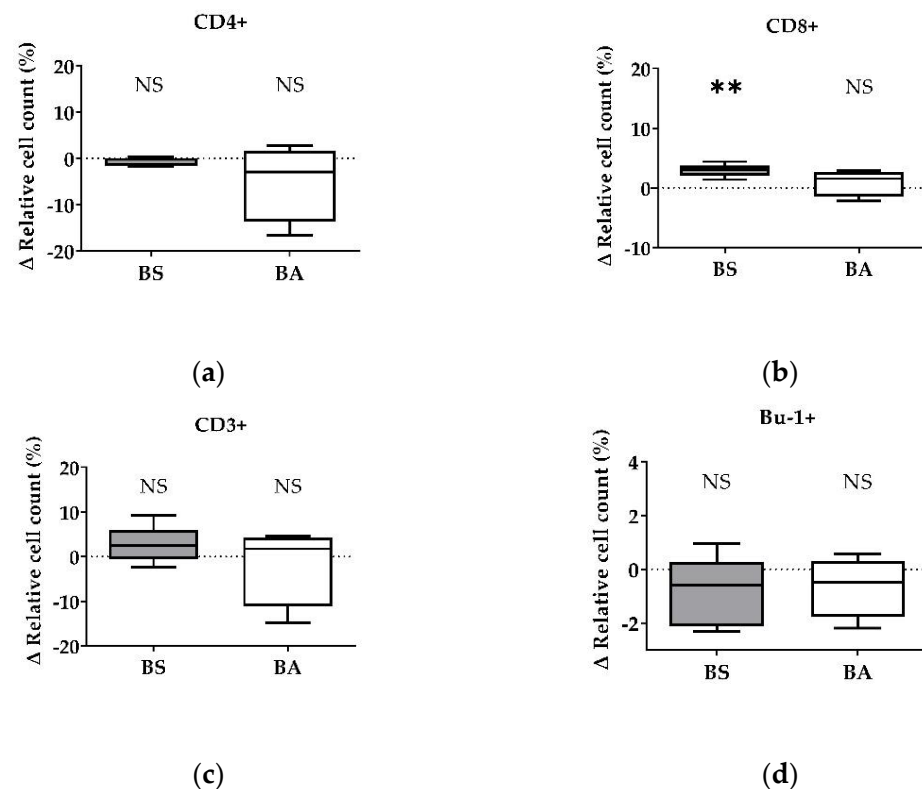 CD4+
Δ Relative cell count (%)
20
10
0
-10
-20
NS
NS
BS
BA
(a)
CD8+
Δ Relative cell count (%)
20
10
0
-10
**
NS
BS
BA
(b)
CD3+
Δ Relative cell count (%)
20
10
0
-10
-20
NS
NS
BS
BA
(c)
Bu-1+
Δ Relative cell count (%)
4
2
0
-2
NS
NS
BS
BA
(d)